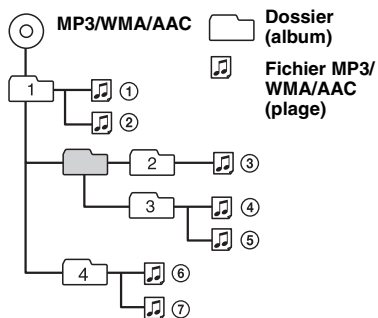 MP3/WMA/AAC
Dossier
(album)
Fichier MP3/
WMA/AAC
(plage)
1
①
②
2
③
3
④
⑤
4
⑥
⑦